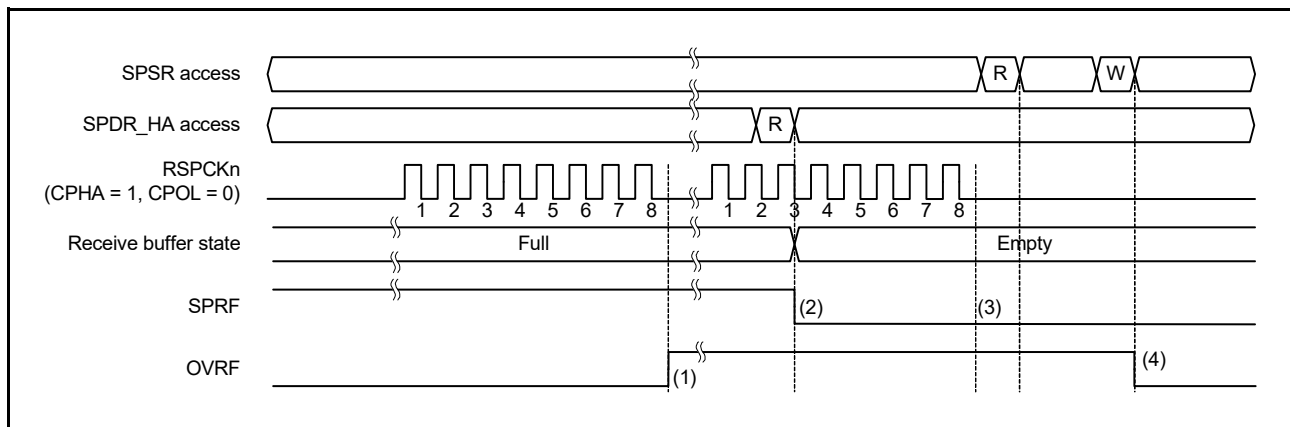 SPSR access
R
W
SPDR_HA access
R
RSPCKn
(CPHA = 1, CPOL = 0)
1 2 3 4 5 6 7 8 1 2 3 4 5 6 7 8
Receive buffer state
Full
Empty
SPRF
(2)
(3)
OVRF
(1)
(4)